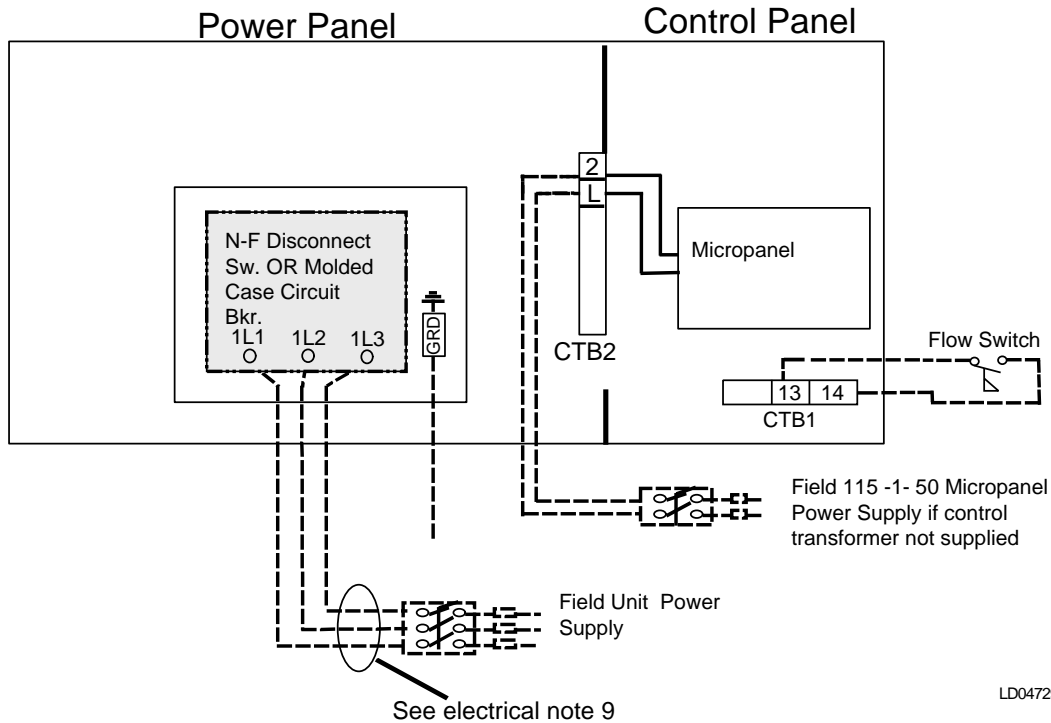 Power Panel
Control Panel
2
L
N-F Disconnect
Sw. OR Molded
Case Circuit
Bkr.
1L1 1L2 1L3
GRD
Micropanel
CTB2
Flow Switch
13 14
CTB1
Field 115 -1- 50 Micropanel
Power Supply if control
transformer not supplied
Field Unit Power
Supply
See electrical note 9
LD0472